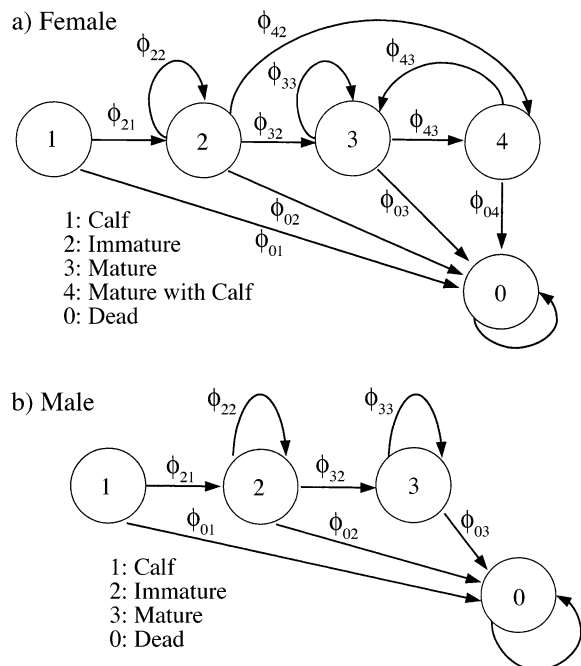 a) Female
ϕ42
ϕ22
ϕ33
ϕ43
ϕ21
ϕ32
ϕ43
1
2
3
4
ϕ02
ϕ03
ϕ04
ϕ01
1: Calf
2: Immature
3: Mature
4: Mature with Calf
0: Dead
0
b) Male
ϕ22
ϕ33
ϕ21
ϕ32
1
2
3
ϕ01
ϕ02
ϕ03
1: Calf
2: Immature
3: Mature
0: Dead
0